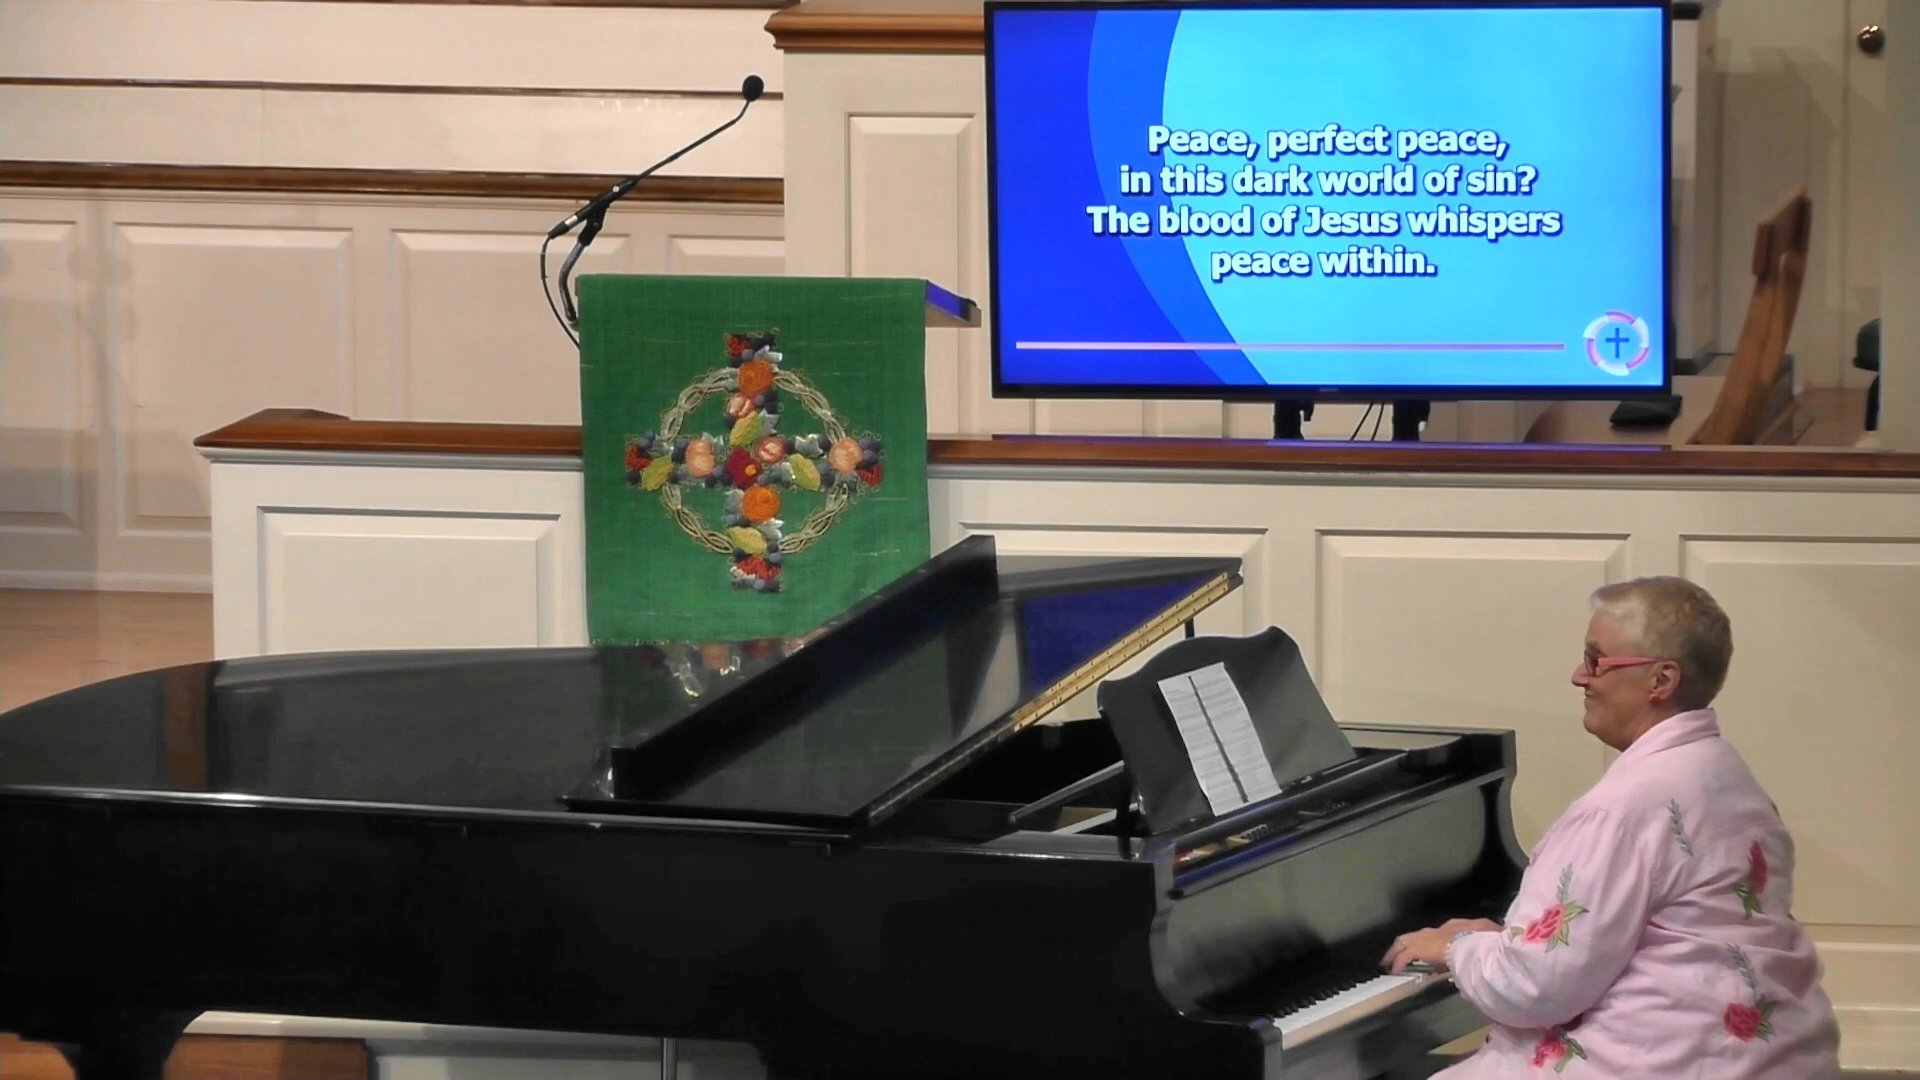 Peace, perfect peace,
in this dark world of sin?
The blood of Jesus whispers
peace within.